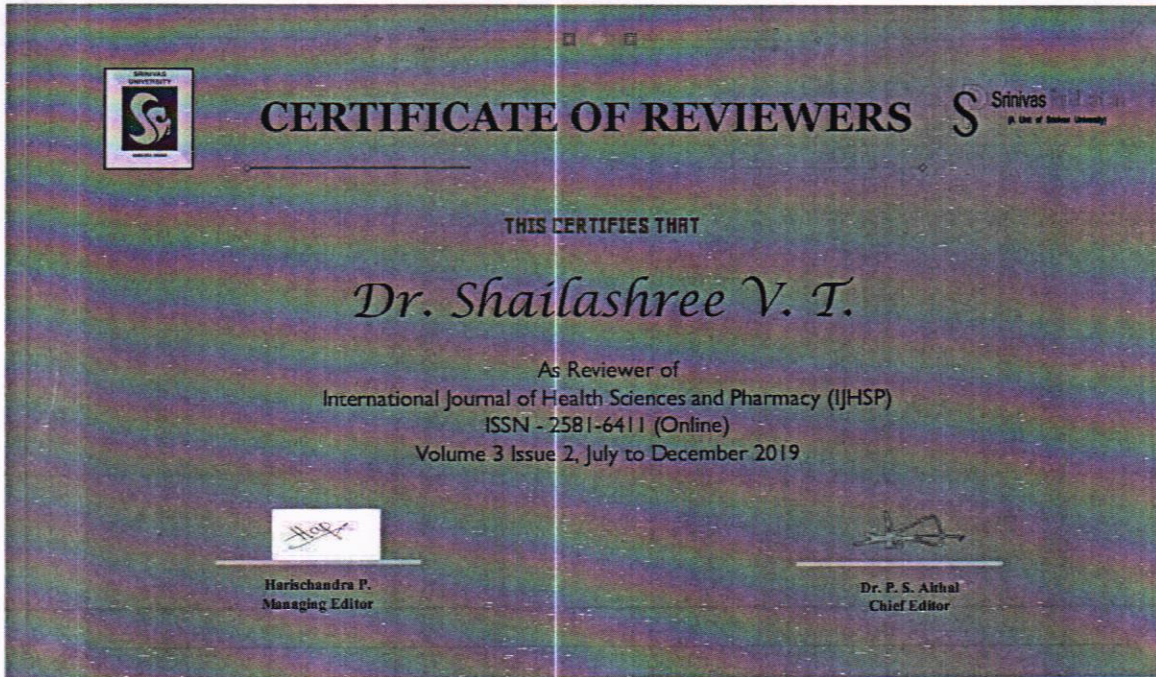 SRINIVAS
UNIVERSITY
CERTIFICATE OF REVIEWERS
Srinivas
THIS CERTIFIES THAT
Dr. Shailashree V. T.
As Reviewer of
International Journal of Health Sciences and Pharmacy (IJHSP)
ISSN - 2581-6411 (Online)
Volume 3 Issue 2, July to December 2019
Harischandra P.
Managing Editor
Dr. P. S. Aithal
Chief Editor